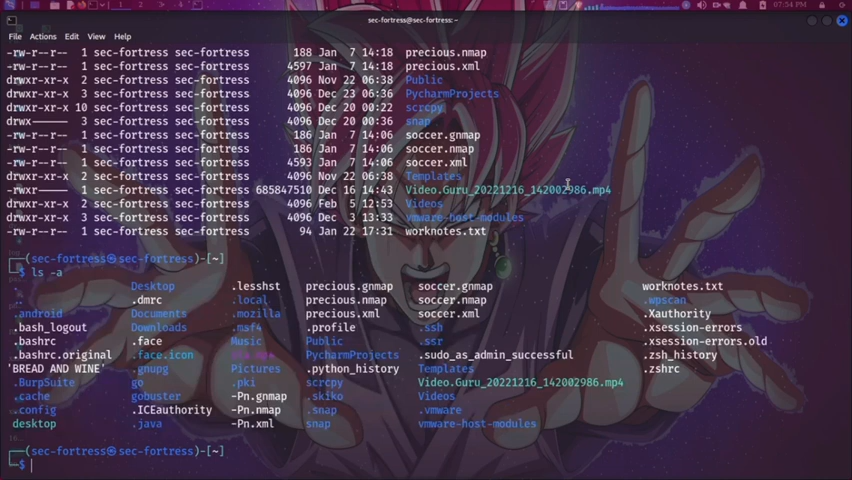 1 2 3 4
07:54 PM
sec-fortress@sec-fortress: ~
File Actions Edit View Help
-rw-r--r-- 1 sec-fortress sec-fortress 188 Jan 7 14:18 precious.nmap
-rw-r--r-- 1 sec-fortress sec-fortress 4597 Jan 7 14:18 precious.xml
drwxr-xr-x 2 sec-fortress sec-fortress 4096 Nov 22 06:38 Public
drwxr-xr-x 3 sec-fortress sec-fortress 4096 Dec 23 06:36 PycharmProjects
drwxr-xr-x 10 sec-fortress sec-fortress 4096 Dec 20 00:22 scrcpy
drwx------ 3 sec-fortress sec-fortress 4096 Dec 20 00:36 snap
-rw-r--r-- 1 sec-fortress sec-fortress 186 Jan 7 14:06 soccer.gnmap
-rw-r--r-- 1 sec-fortress sec-fortress 186 Jan 7 14:06 soccer.nmap
-rw-r--r-- 1 sec-fortress sec-fortress 4593 Jan 7 14:06 soccer.xml
drwxr-xr-x 2 sec-fortress sec-fortress 4096 Nov 22 06:38 Templates
-rwxr----- 1 sec-fortress sec-fortress 685847510 Dec 16 14:43 Video.Guru_20221216_142002986.mp4
drwxr-xr-x 2 sec-fortress sec-fortress 4096 Feb 5 12:53 Videos
drwxr-xr-x 3 sec-fortress sec-fortress 4096 Dec 3 13:33 vmware-host-modules
-rw-r--r-- 1 sec-fortress sec-fortress 94 Jan 22 17:31 worknotes.txt
┌──(sec-fortress㉿sec-fortress)-[~]
└─$ ls -a
. Desktop .lesshst precious.gnmap soccer.gnmap worknotes.txt
.. .dmrc .local precious.nmap soccer.nmap .wpscan
.android Documents .mozilla precious.xml soccer.xml .Xauthority
.bash_logout Downloads .msf4 .profile .ssh .xsession-errors
.bashrc .face Music Public .ssr .xsession-errors.old
.bashrc.original .face.icon PycharmProjects .sudo_as_admin_successful .zsh_history
'BREAD AND WINE' .gnupg Pictures .python_history Templates .zshrc
.BurpSuite go .pki scrcpy Video.Guru_20221216_142002986.mp4
.cache gobuster -Pn.gnmap .skiko Videos
.config .ICEauthority -Pn.nmap .snap .vmware
desktop .java -Pn.xml snap vmware-host-modules
┌──(sec-fortress㉿sec-fortress)-[~]
└─$